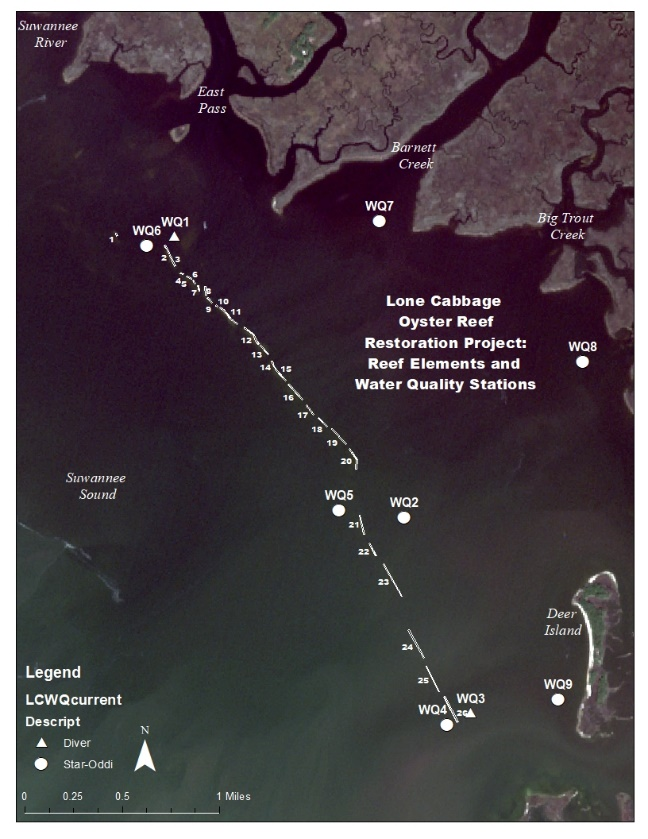 Suwannee
River
East
Pass
Barnett
Creek
Big Trout
Creek
WQ7
WQ1
WQ6
1
2
3
4
5
6
7
8
9
10
11
12
13
14
15
16
17
18
19
20
Lone Cabbage
Oyster Reef
Restoration Project:
Reef Elements and
Water Quality Stations
WQ8
Suwannee
Sound
WQ5
WQ2
21
22
23
Deer
Island
24
25
WQ3
WQ9
WQ4
26
Legend
LCWQcurrent
Descript
Diver
Star-Oddi
N
0 0.25 0.5 1 Miles